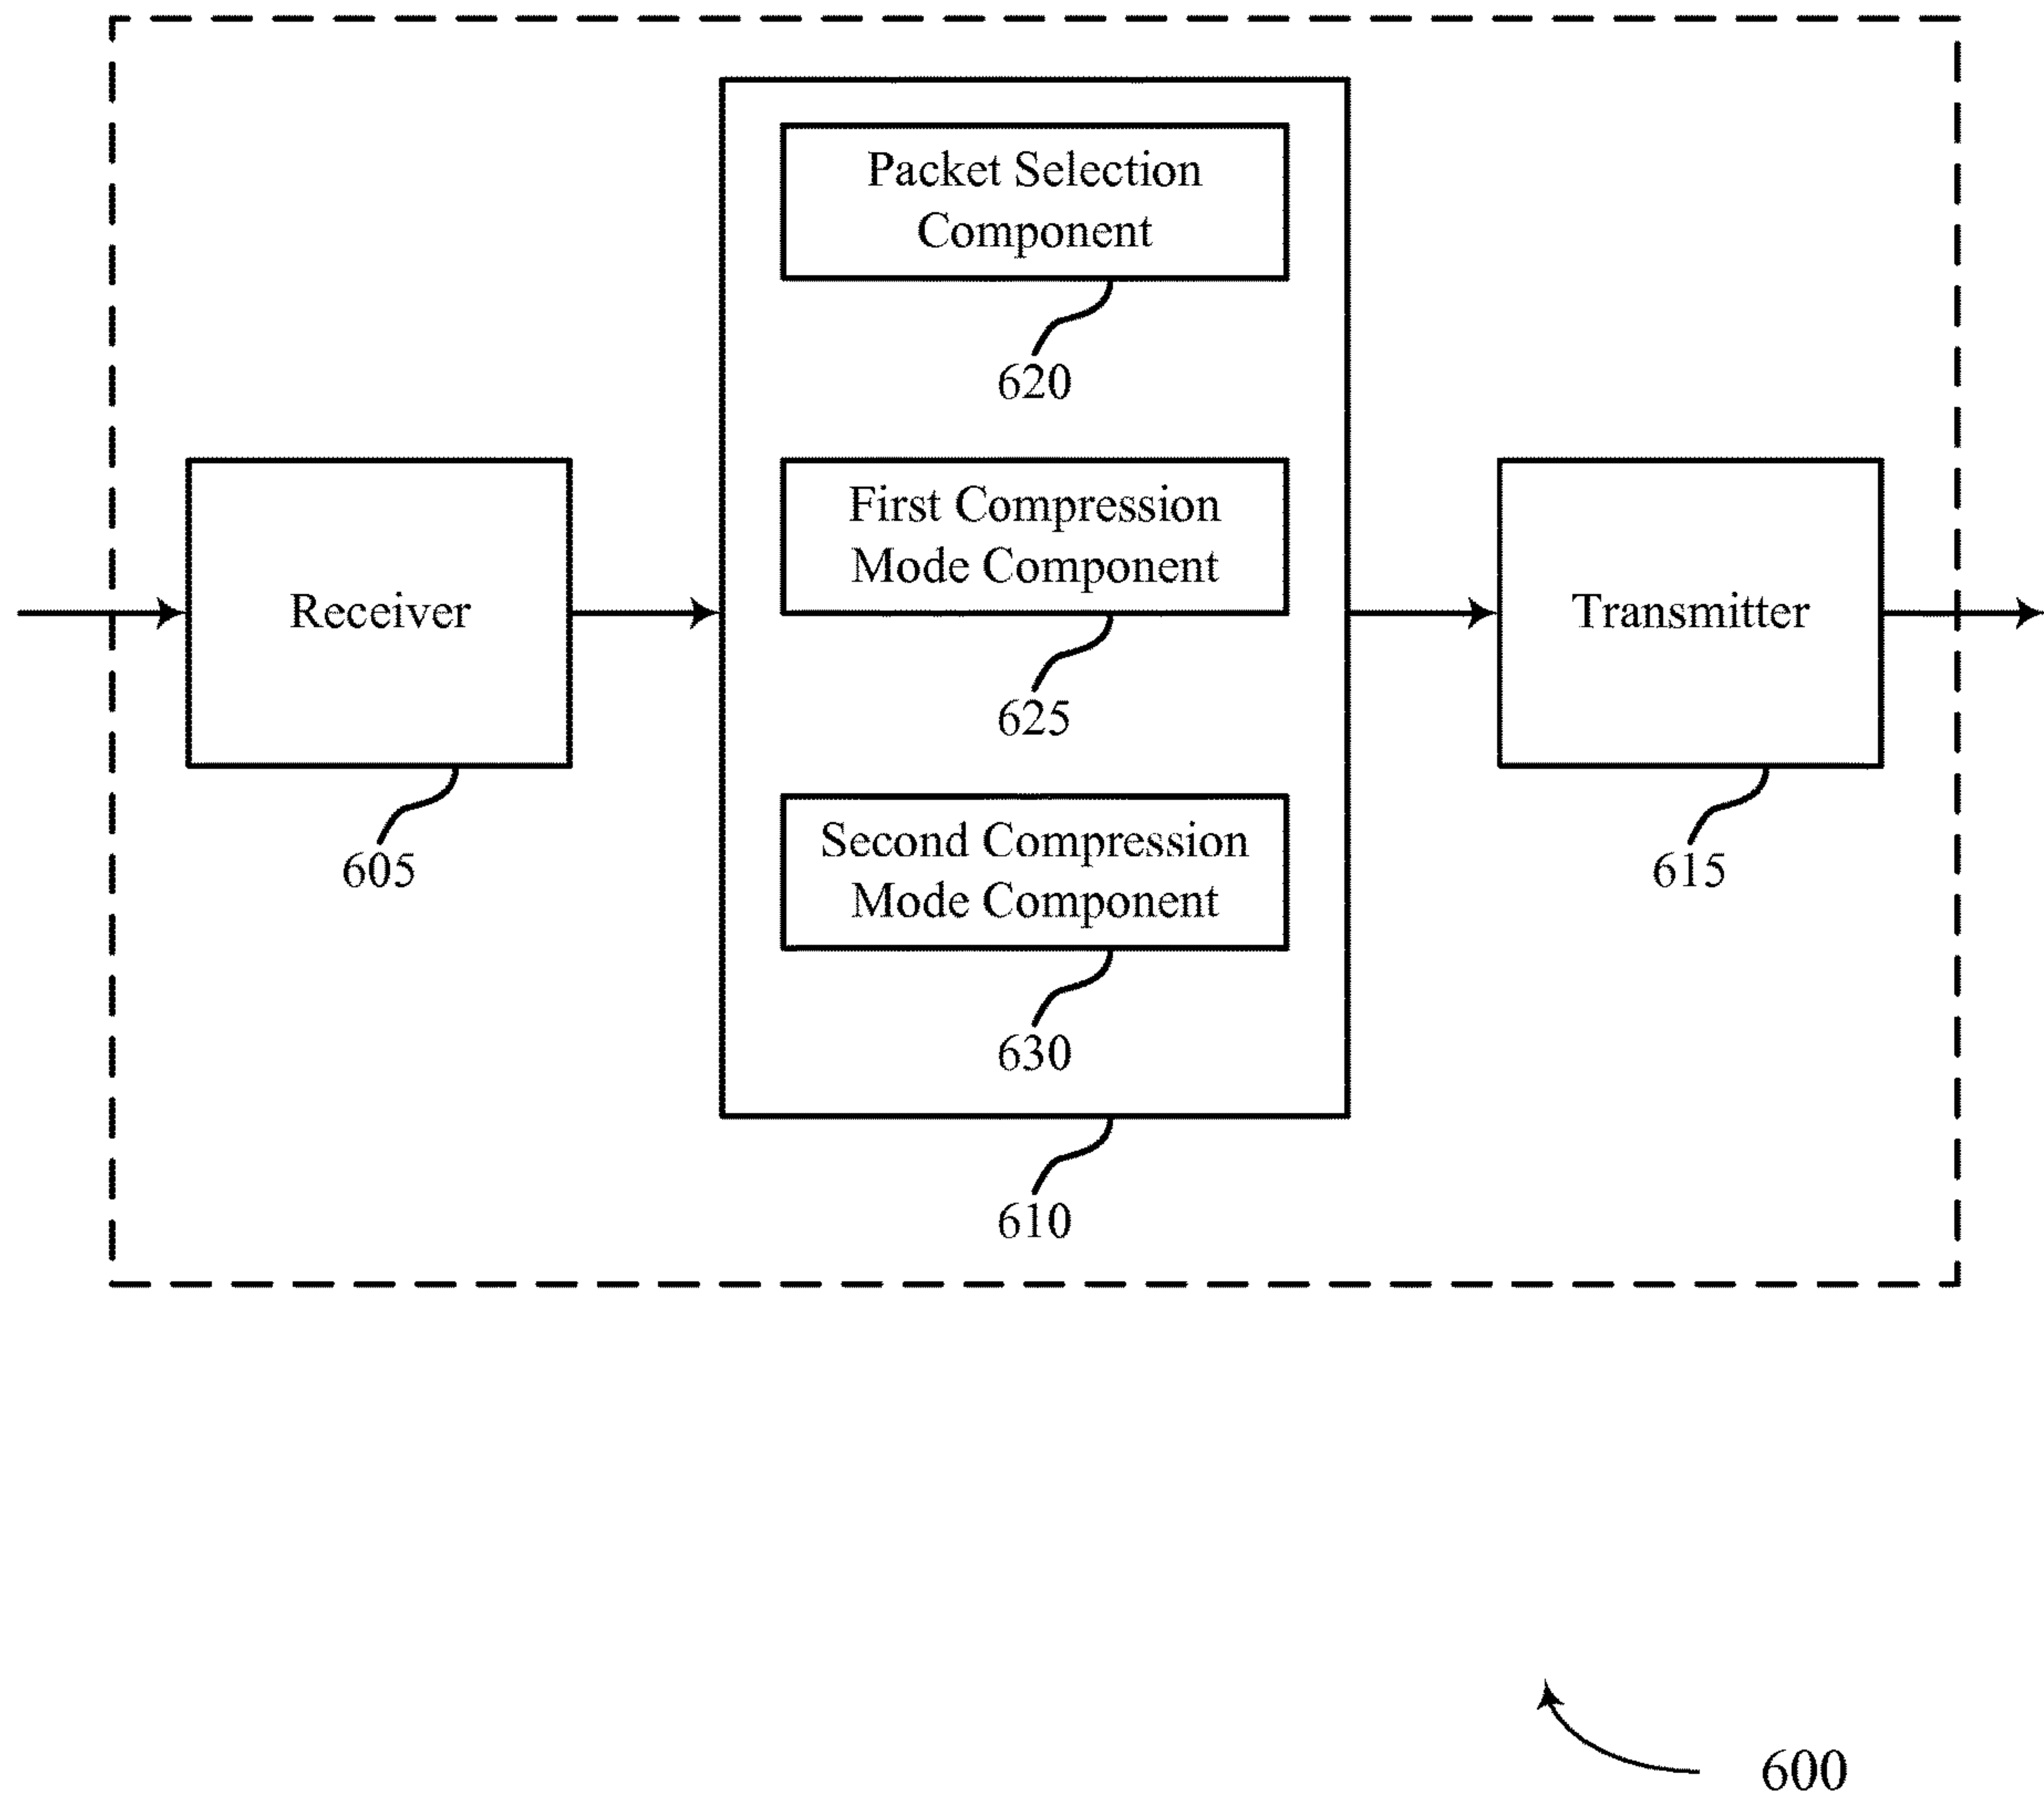 Packet Selection
Component
620
First Compression
Mode Component
625
Receiver
605
Second Compression
Mode Component
630
Transmitter
615
610
600